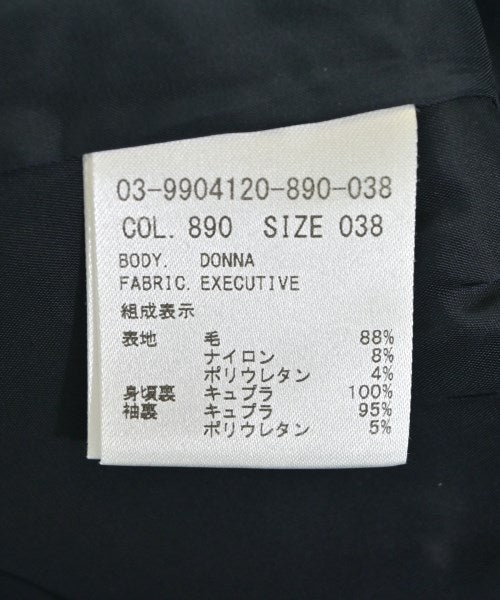 03-9904120-890-038
COL. 890 SIZE 038
BODY. DONNA
FABRIC. EXECUTIVE
組成表示
表地 毛 88%
ナイロン 8%
ポリウレタン 4%
身頃裏 キュプラ 100%
袖裏 キュプラ 95%
ポリウレタン 5%